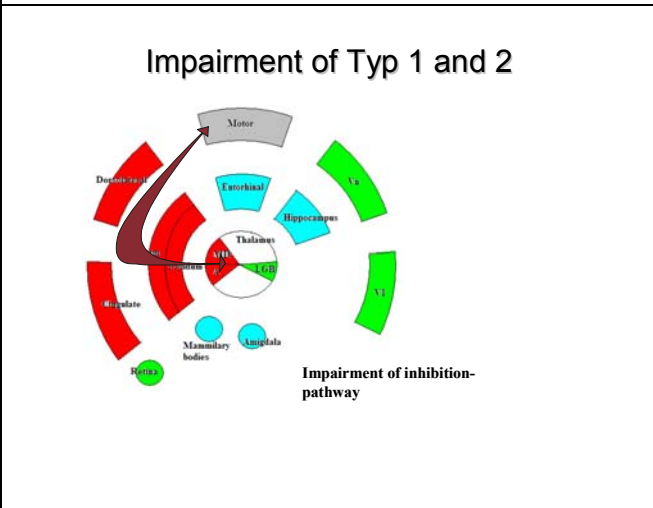 Impairment of Typ 1 and 2
Motor
Entorhinal
Hippocampus
Thalamus
LGB
V1
Cingulate
Mammilary
bodies
Amigdala
Retina
Impairment of inhibition-
pathway